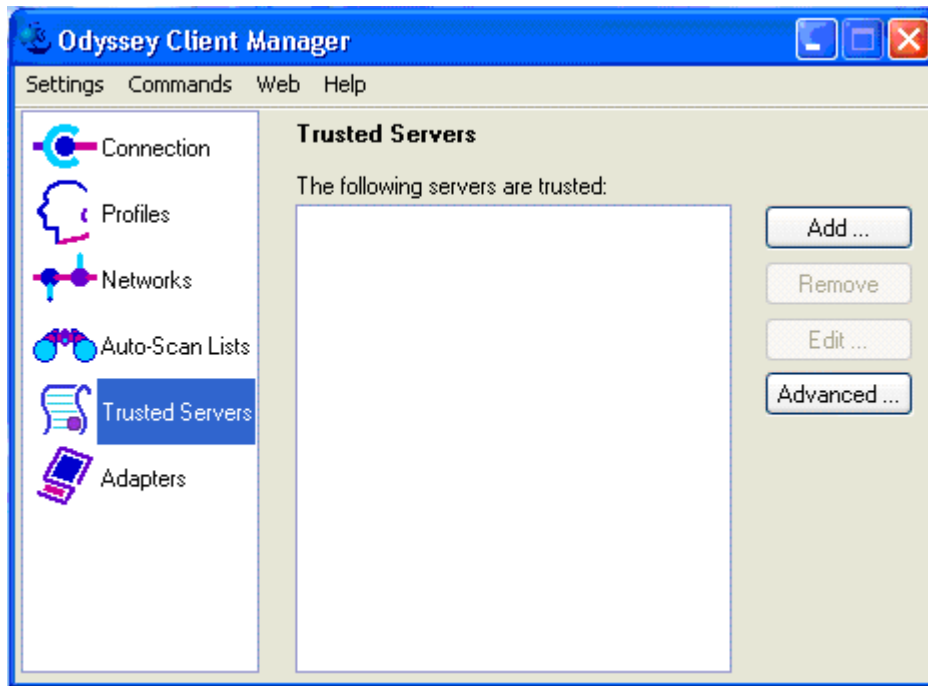 Odyssey Client Manager
Settings Commands Web Help
Connection
Profiles
Networks
Auto-Scan Lists
Trusted Servers
Adapters
Trusted Servers
The following servers are trusted:
Add ...
Remove
Edit ...
Advanced ...